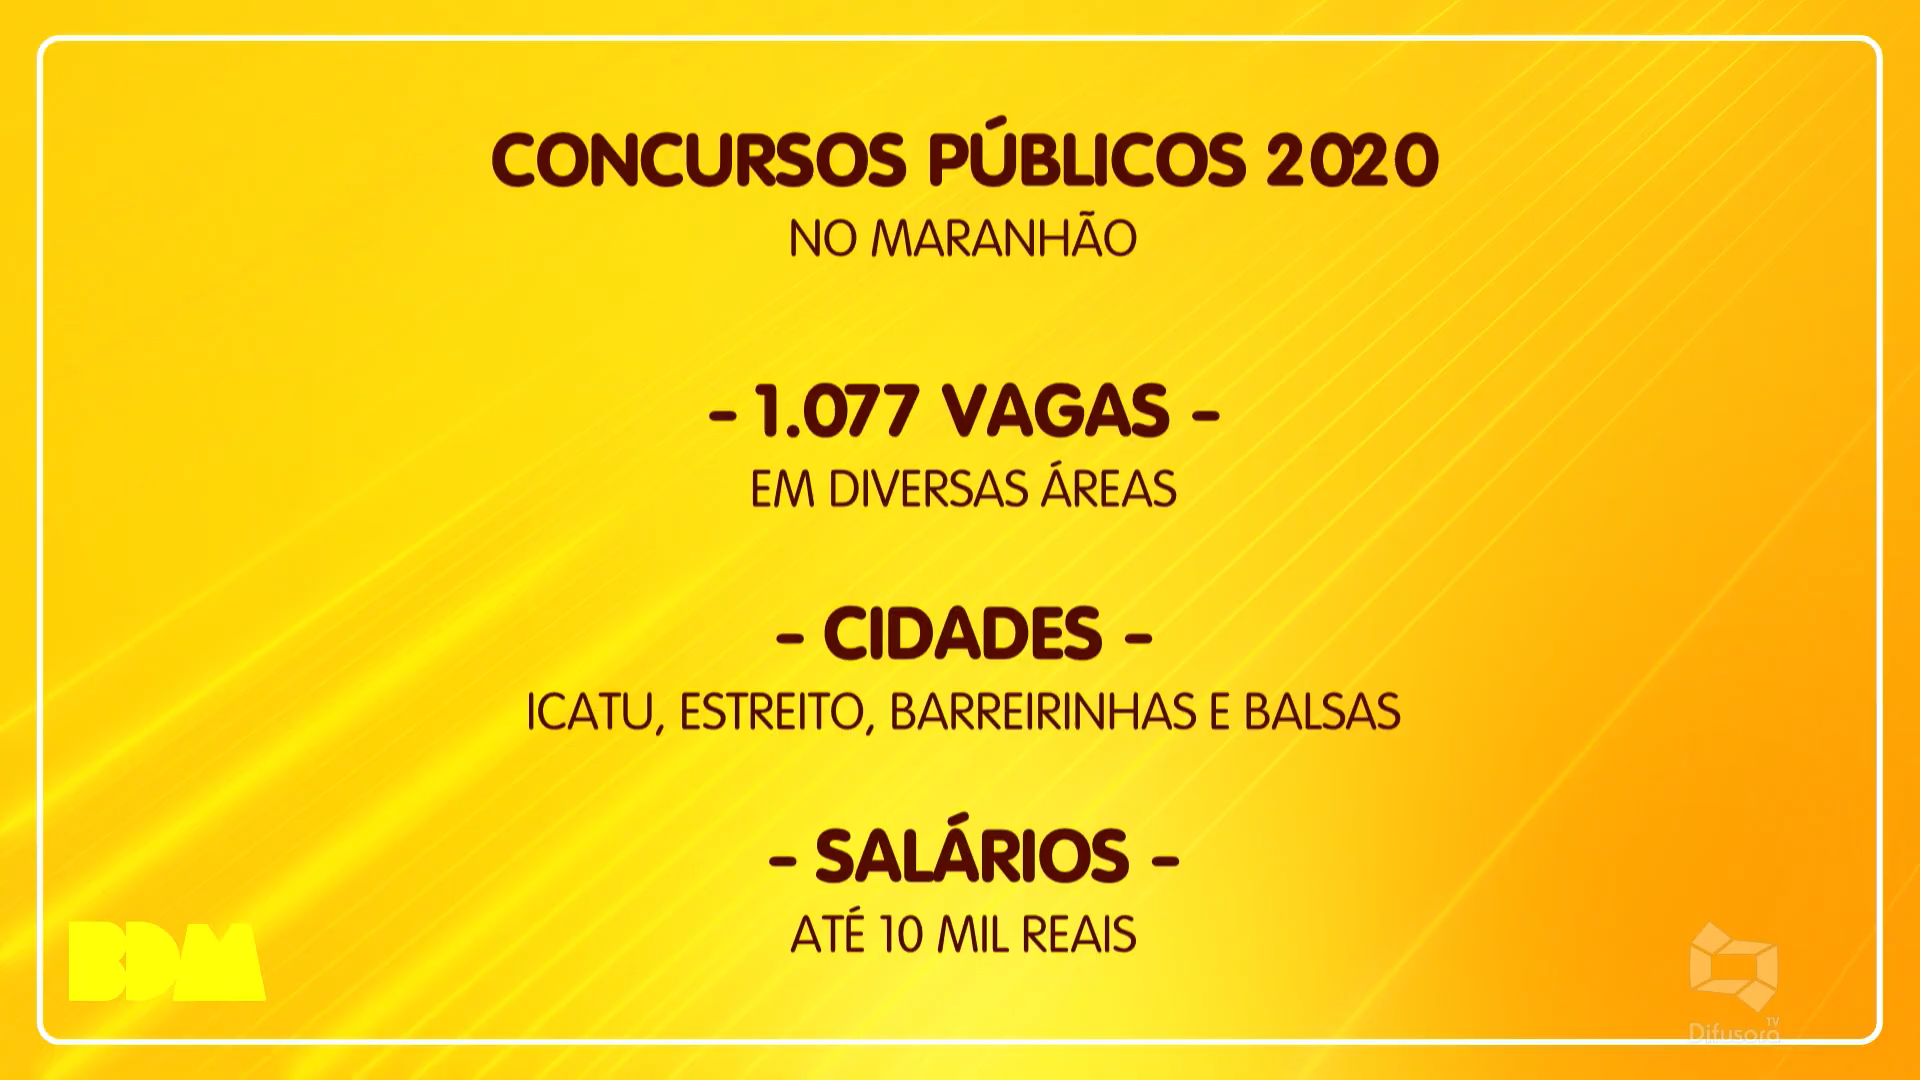 CONCURSOS PÚBLICOS 2020
NO MARANHÃO
- 1.077 VAGAS -
EM DIVERSAS ÁREAS
- CIDADES -
ICATU, ESTREITO, BARREIRINHAS E BALSAS
- SALÁRIOS -
ATÉ 10 MIL REAIS
BDM
TV
Difusora